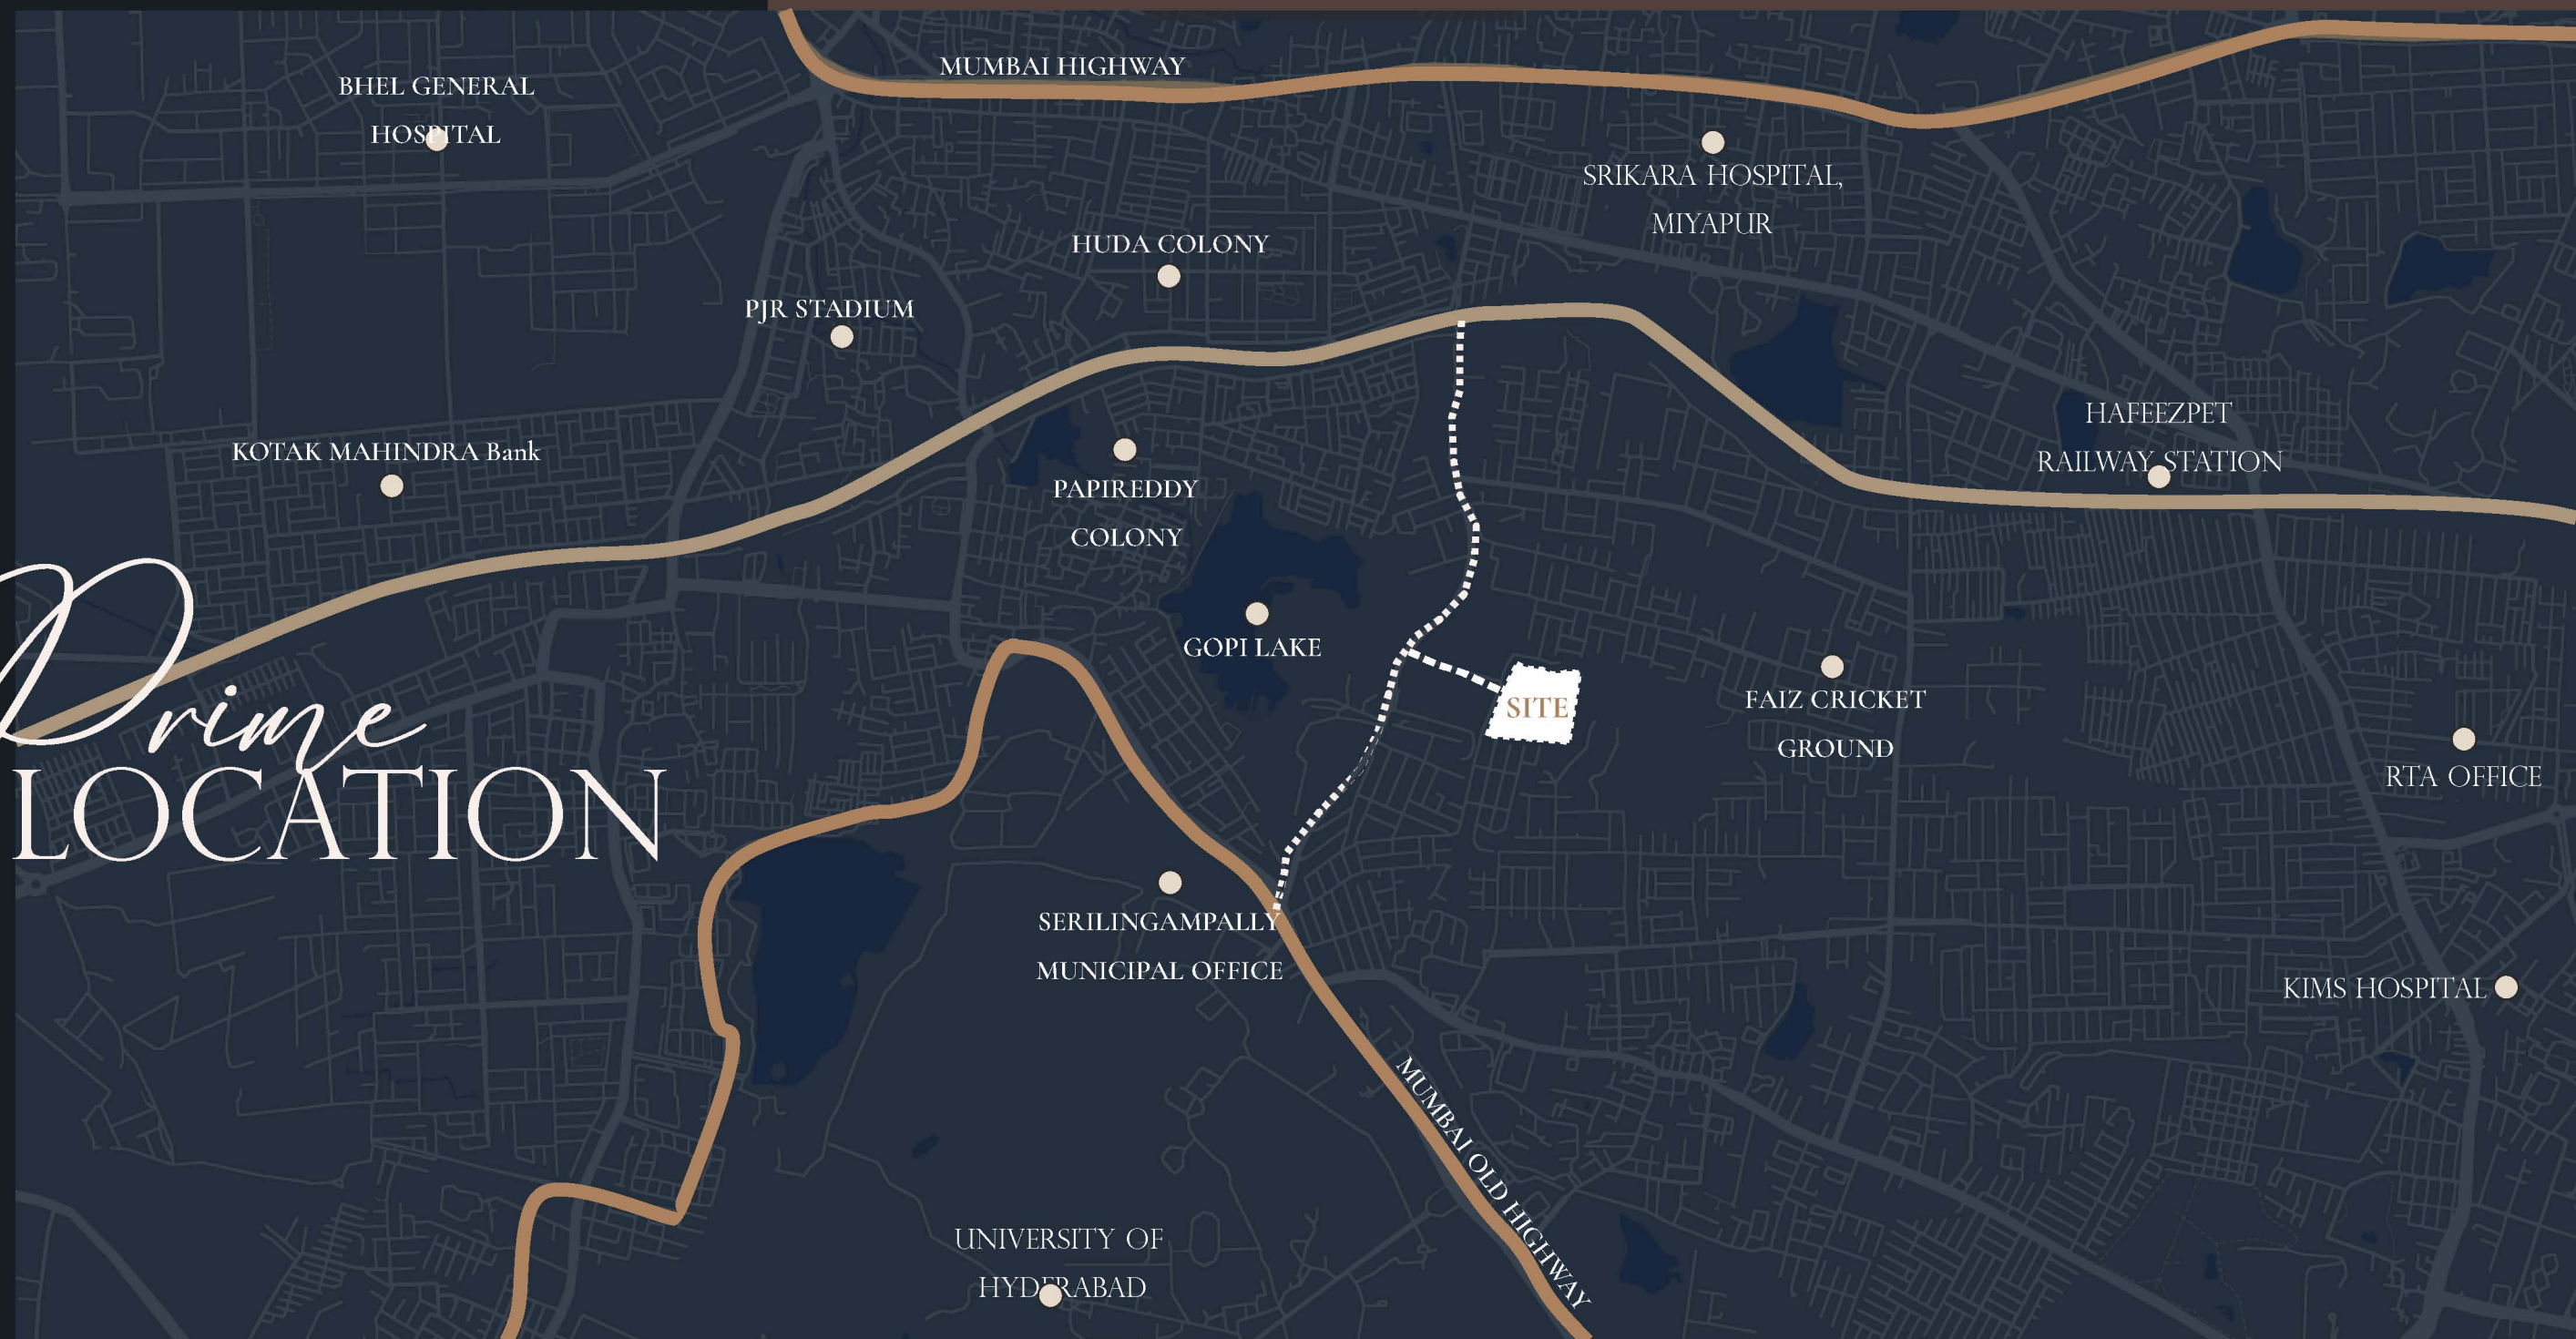 MUMBAI HIGHWAY
BHEL GENERAL
HOSPITAL
SRIKARA HOSPITAL,
MIYAPUR
HUDA COLONY
PJR STADIUM
HAFEEZPET
RAILWAY STATION
KOTAK MAHINDRA Bank
PAPIREDDY
COLONY
GOPI LAKE
SITE
FAIZ CRICKET
GROUND
Prime
LOCATION
RTA OFFICE
SERILINGAMPALLY
MUNICIPAL OFFICE
KIMS HOSPITAL
MUMBAI OLD HIGHWAY
UNIVERSITY OF
HYDERABAD